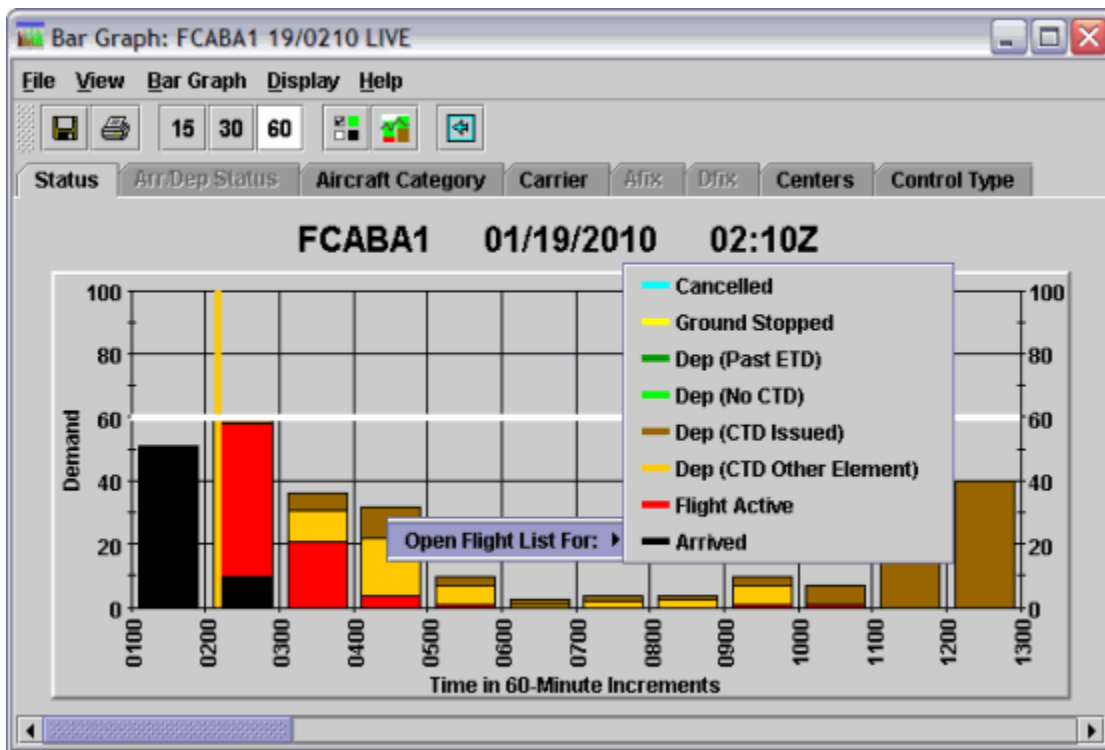 Bar Graph: FCABA1 19/0210 LIVE
File View Bar Graph Display Help
15 30 60
Status Arr/Dep Status Aircraft Category Carrier Afix Dfix Centers Control Type
FCABA1 01/19/2010 02:10Z
Cancelled
Ground Stopped
Dep (Past ETD)
Dep (No CTD)
Dep (CTD Issued)
Dep (CTD Other Element)
Flight Active
Arrived
Open Flight List For:
Demand
100
80
60
40
20
0
100
80
60
40
20
0
0100 0200 0300 0400 0500 0600 0700 0800 0900 1000 1100 1200 1300
Time in 60-Minute Increments